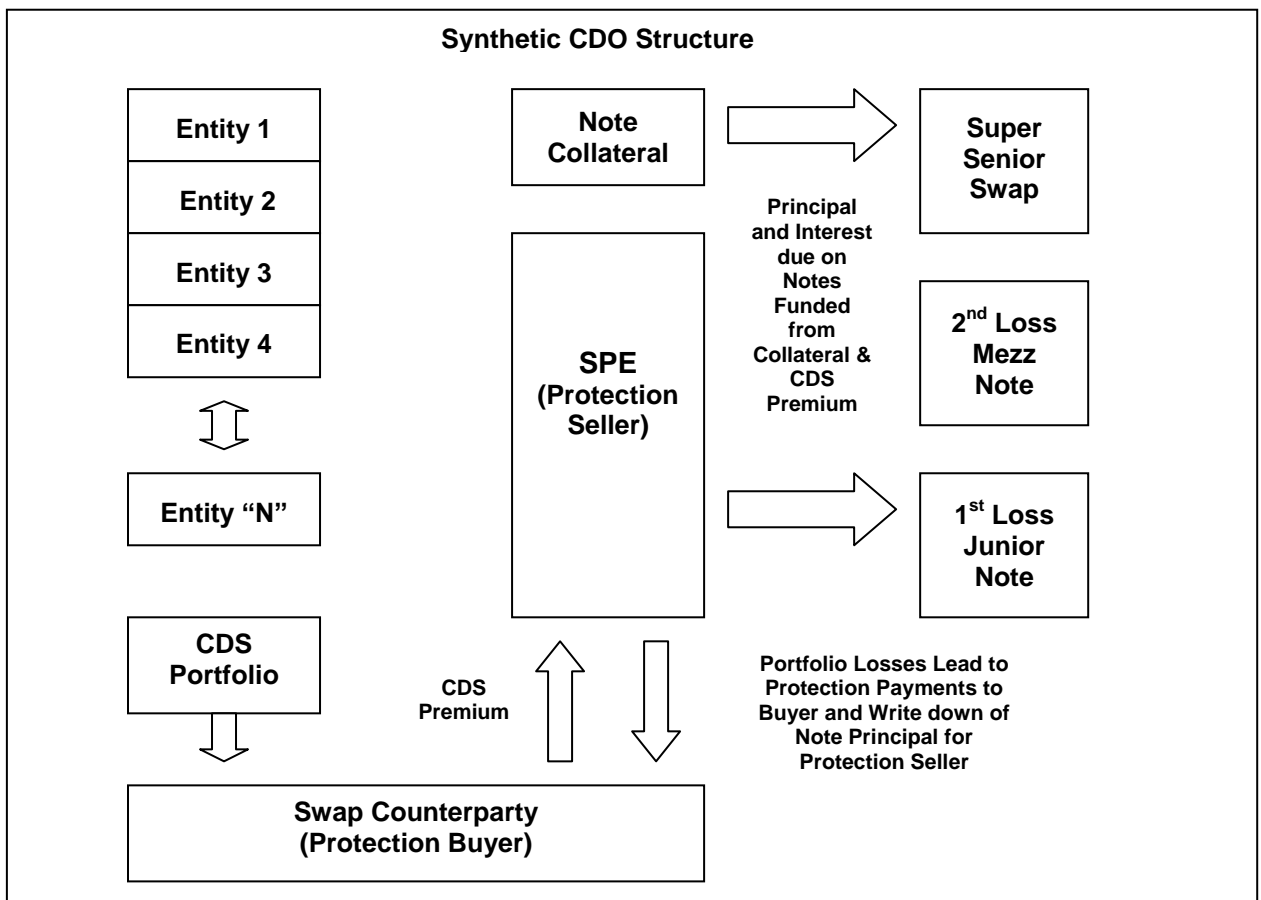 Synthetic CDO Structure
Entity 1
Entity 2
Entity 3
Entity 4
Entity “N”
CDS
Portfolio
Note
Collateral
SPE
(Protection
Seller)
CDS
Premium
Swap Counterparty
(Protection Buyer)
Principal
and Interest
due on
Notes
Funded
from
Collateral &
CDS
Premium
Super
Senior
Swap
2nd Loss
Mezz
Note
1st Loss
Junior
Note
Portfolio Losses Lead to
Protection Payments to
Buyer and Write down of
Note Principal for
Protection Seller